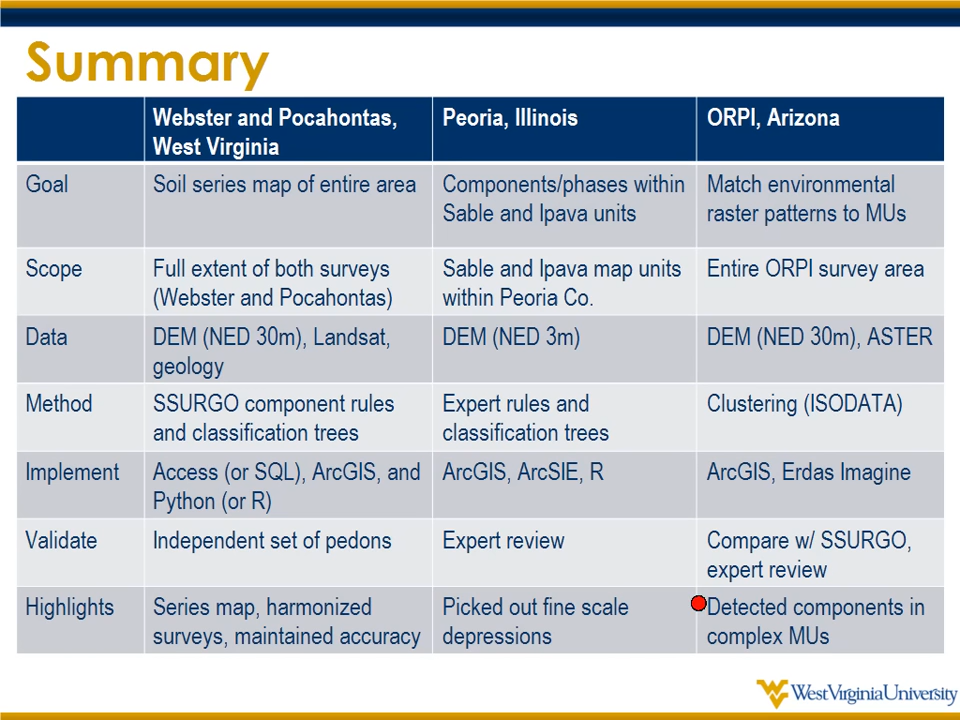 Summary
Webster and Pocahontas,
West Virginia
Peoria, Illinois
ORPI, Arizona
Goal
Soil series map of entire area
Components/phases within
Sable and Ipava units
Match environmental
raster patterns to MUs
Scope
Full extent of both surveys
(Webster and Pocahontas)
Sable and Ipava map units
within Peoria Co.
Entire ORPI survey area
Data
DEM (NED 30m), Landsat,
geology
DEM (NED 3m)
DEM (NED 30m), ASTER
Method
SSURGO component rules
and classification trees
Expert rules and
classification trees
Clustering (ISODATA)
Implement
Access (or SQL), ArcGIS, and
Python (or R)
ArcGIS, ArcSIE, R
ArcGIS, Erdas Imagine
Validate
Independent set of pedons
Expert review
Compare w/ SSURGO,
expert review
Highlights
Series map, harmonized
surveys, maintained accuracy
Picked out fine scale
depressions
Detected components in
complex MUs
WestVirginiaUniversity